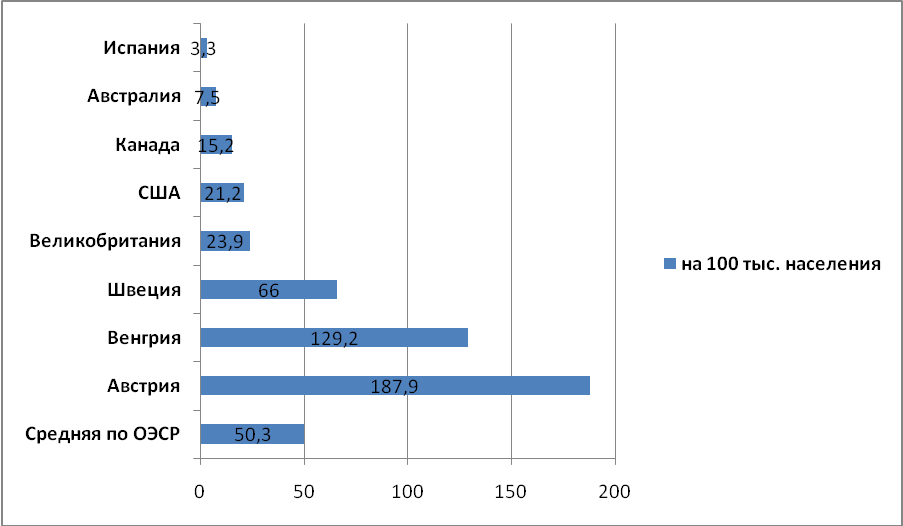 Испания 3,3
Австралия 7,5
Канада 15,2
США 21,2
Великобритания 23,9
Швеция 66
Венгрия 129,2
Австрия 187,9
Средняя по ОЭСР 50,3
0 50 100 150 200
на 100 тыс. населения